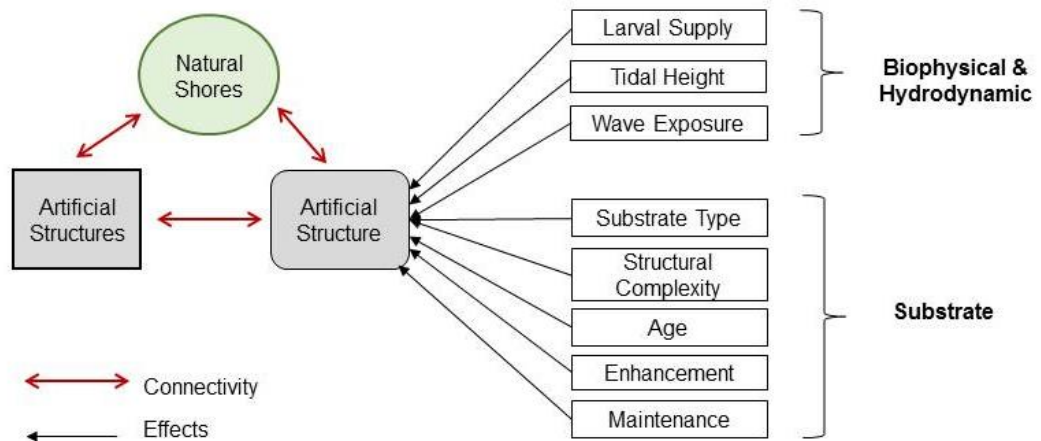 Natural
Shores
Artificial
Structures
Artificial
Structure
Larval Supply
Tidal Height
Wave Exposure
Biophysical &
Hydrodynamic
Substrate Type
Structural
Complexity
Age
Enhancement
Maintenance
Substrate
Connectivity
Effects